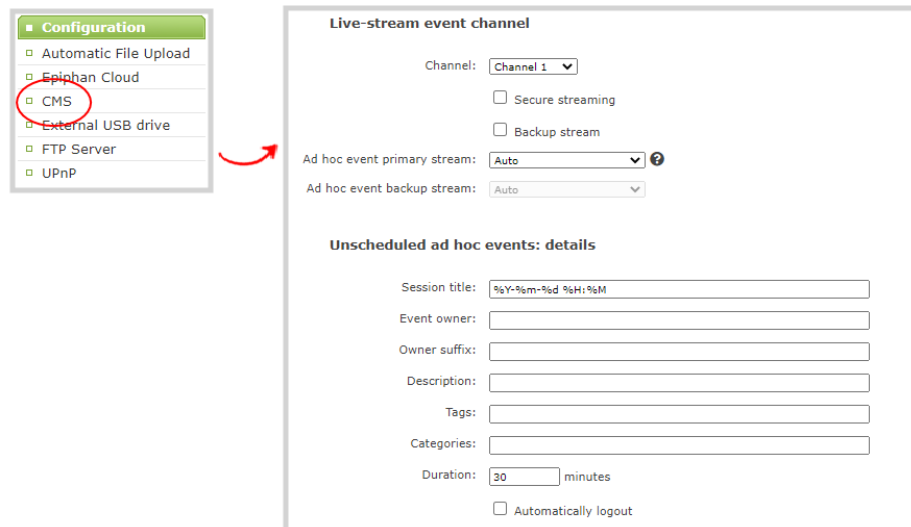 Configuration
Automatic File Upload
Epiphan Cloud
CMS
External USB drive
FTP Server
UPnP
Live-stream event channel
Channel: Channel 1
Secure streaming
Backup stream
Ad hoc event primary stream: Auto ?
Ad hoc event backup stream: Auto
Unscheduled ad hoc events: details
Session title: %Y-%m-%d %H:%M
Event owner:
Owner suffix:
Description:
Tags:
Categories:
Duration: 30 minutes
Automatically logout